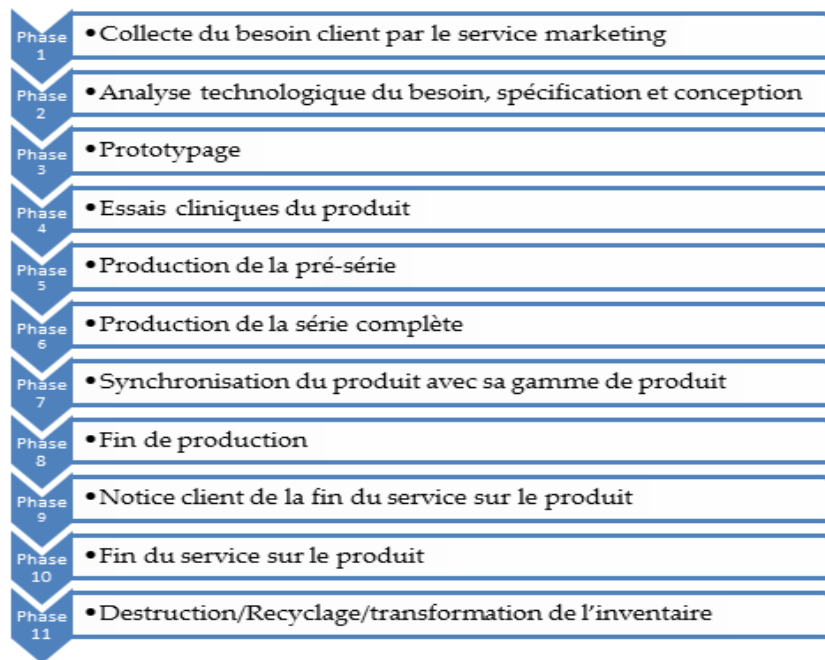 Phase
1
•Collecte du besoin client par le service marketing
Phase
2
•Analyse technologique du besoin, spécification et conception
Phase
3
•Prototypage
Phase
4
•Essais cliniques du produit
Phase
5
•Production de la pré-série
Phase
6
•Production de la série complète
Phase
7
•Synchronisation du produit avec sa gamme de produit
Phase
8
•Fin de production
Phase
9
•Notice client de la fin du service sur le produit
Phase
10
•Fin du service sur le produit
Phase
11
•Destruction/Recyclage/transformation de l'inventaire